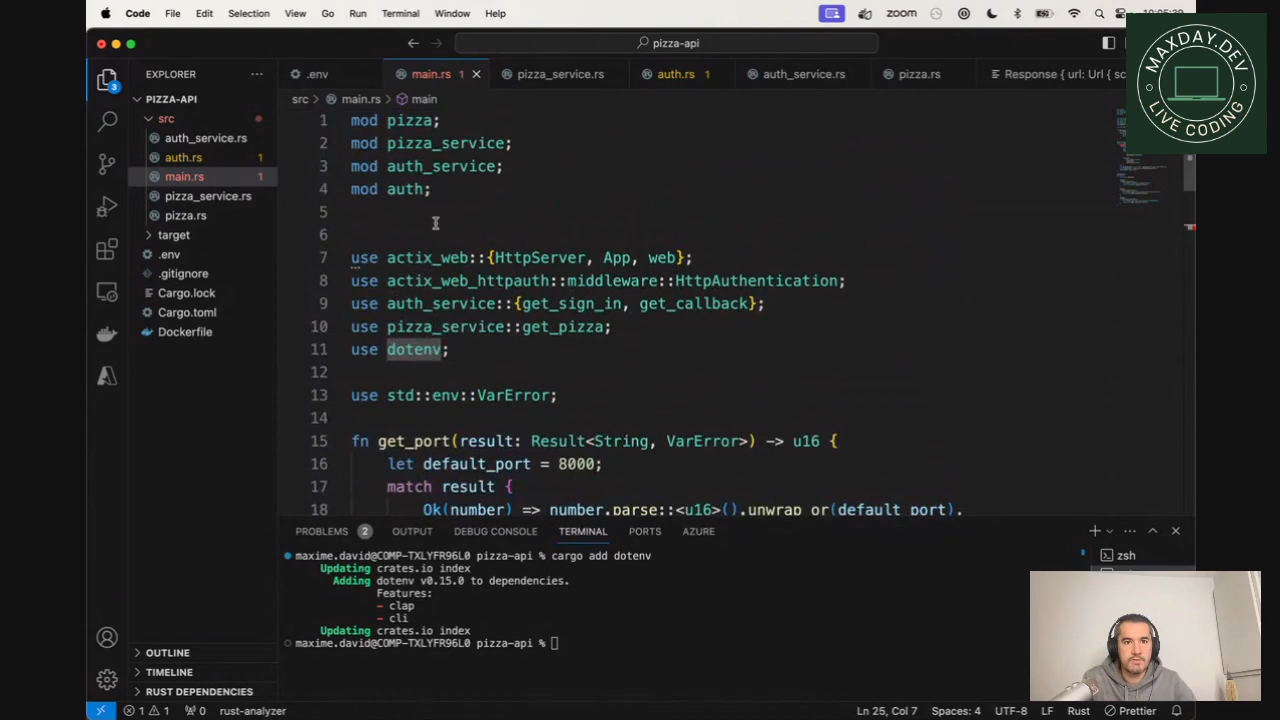 Code File Edit Selection View Go Run Terminal Window Help zoom
pizza-api
MAXDAY.DEV
LIVE CODING
EXPLORER
.env main.rs 1 pizza_service.rs auth.rs 1 auth_service.rs pizza.rs Response { url: Url { sc
PIZZA-API
src
auth_service.rs
auth.rs 1
main.rs 1
pizza_service.rs
pizza.rs
target
.env
.gitignore
Cargo.lock
Cargo.toml
Dockerfile
3
src > main.rs > main
1 mod pizza;
2 mod pizza_service;
3 mod auth_service;
4 mod auth;
5
6
7 use actix_web::{HttpServer, App, web};
8 use actix_web_httpauth::middleware::HttpAuthentication;
9 use auth_service::{get_sign_in, get_callback};
10 use pizza_service::get_pizza;
11 use dotenv;
12
13 use std::env::VarError;
14
15 fn get_port(result: Result<String, VarError>) -> u16 {
16 let default_port = 8000;
17 match result {
18 Ok(number) => number.parse::<u16>().unwrap_or(default_port),
PROBLEMS 2 OUTPUT DEBUG CONSOLE TERMINAL PORTS AZURE
maxime.david@COMP-TXLYFR96L0 pizza-api % cargo add dotenv
Updating crates.io index
Adding dotenv v0.15.0 to dependencies.
Features:
- clap
- cli
Updating crates.io index
maxime.david@COMP-TXLYFR96L0 pizza-api %
zsh
OUTLINE
TIMELINE
RUST DEPENDENCIES
1 1 0 rust-analyzer Ln 25, Col 7 Spaces: 4 UTF-8 LF Rust Prettier